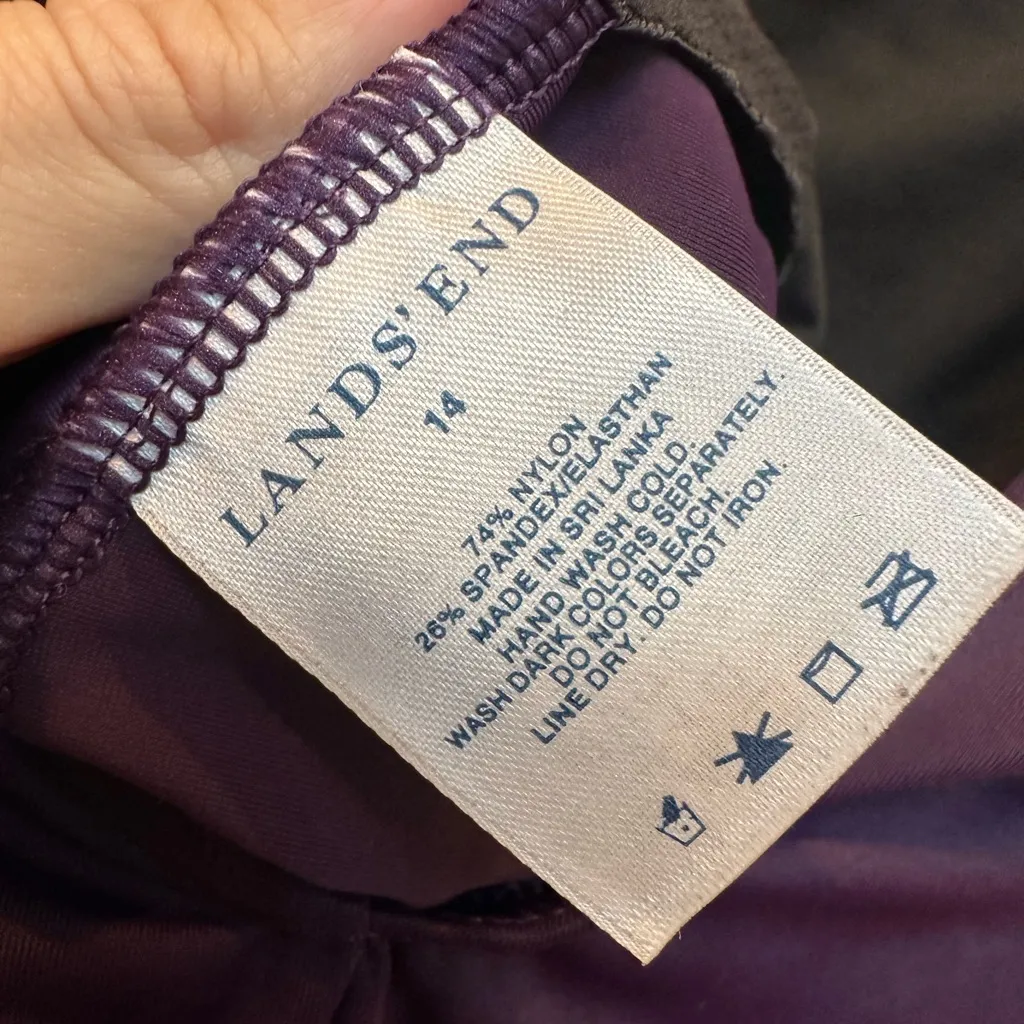 LANDS' END
14
74% NYLON
26% SPANDEX/ELASTHAN
MADE IN SRI LANKA
HAND WASH COLD.
WASH DARK COLORS SEPARATELY.
DO NOT BLEACH.
LINE DRY. DO NOT IRON